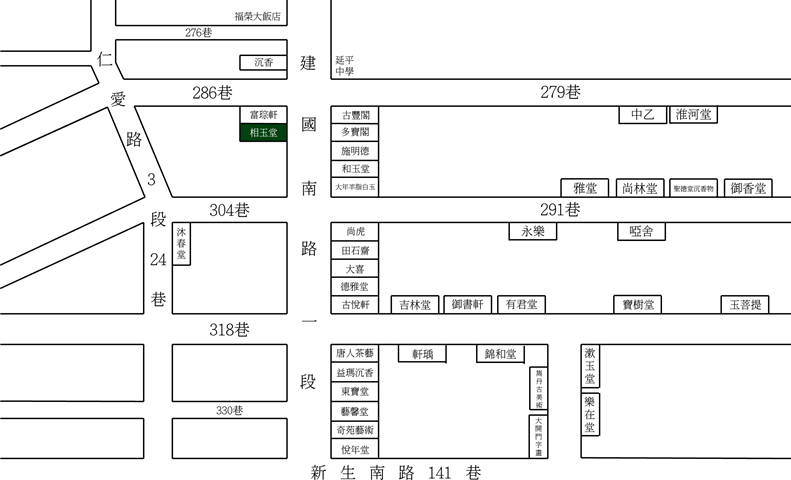 福榮大飯店
276巷
仁愛路3段24巷
沉香
建國南路一段
延平
中學
286巷
279巷
富琮軒
相玉堂
古豐閣
多寶閣
施明德
和玉堂
大年羊脂白玉
中乙
淮河堂
雅堂
尚林堂
聖德堂沉香物
御香堂
304巷
291巷
沐春堂
尚虎
田石齋
大喜
德雅堂
古悅軒
永樂
啞舍
吉林堂
御書軒
有君堂
寶樹堂
玉菩提
318巷
唐人茶藝
益瑪沉香
東寶堂
藝馨堂
奇苑藝術
悅年堂
軒瑀
錦和堂
雋丹古美術
大開門字畫
漱玉堂
樂在堂
330巷
新生南路141巷